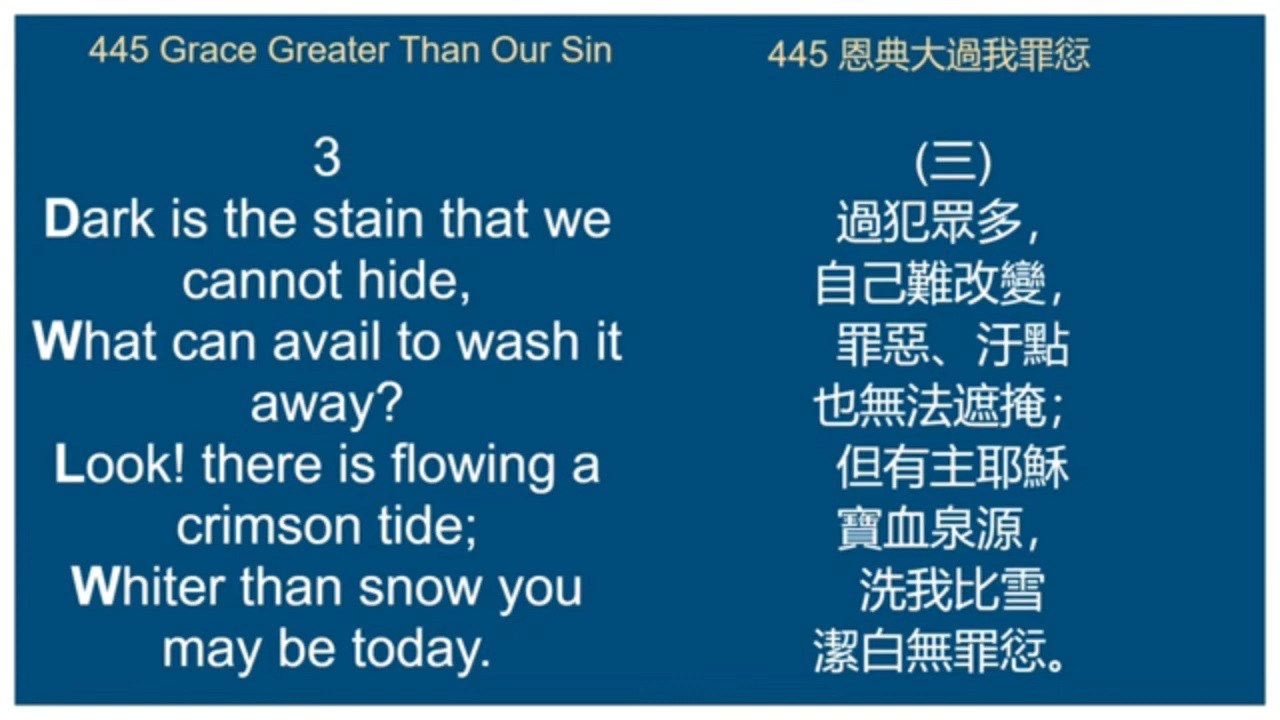 445 Grace Greater Than Our Sin
3
Dark is the stain that we
cannot hide,
What can avail to wash it
away?
Look! there is flowing a
crimson tide;
Whiter than snow you
may be today.
445 恩典大過我罪愆
(三)
過犯眾多，
自己難改變，
罪惡、汙點
也無法遮掩；
但有主耶穌
寶血泉源，
洗我比雪
潔白無罪愆。